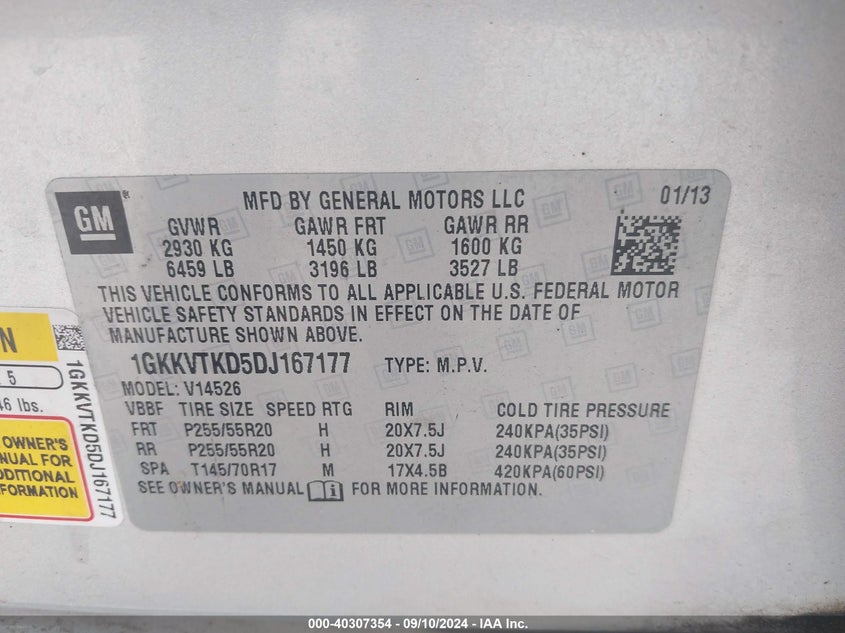 GM
MFD BY GENERAL MOTORS LLC 01/13
GVWR GAWR FRT GAWR RR
2930 KG 1450 KG 1600 KG
6459 LB 3196 LB 3527 LB
THIS VEHICLE CONFORMS TO ALL APPLICABLE U.S. FEDERAL MOTOR
VEHICLE SAFETY STANDARDS IN EFFECT ON THE DATE OF
MANUFACTURE SHOWN ABOVE.
1GKKVTKD5DJ167177 TYPE: M.P.V.
MODEL: V14526
VBBF TIRE SIZE SPEED RTG RIM COLD TIRE PRESSURE
FRT P255/55R20 H 20X7.5J 240KPA(35PSI)
RR P255/55R20 H 20X7.5J 240KPA(35PSI)
SPA T145/70R17 M 17X4.5B 420KPA(60PSI)
SEE OWNER'S MANUAL FOR MORE INFORMATION.
N
5
46 lbs.
OWNER'S
NUAL FOR
DDITIONAL
FORMATION
1GKKVTKD5DJ167177
000-40307354 - 09/10/2024 - IAA Inc.